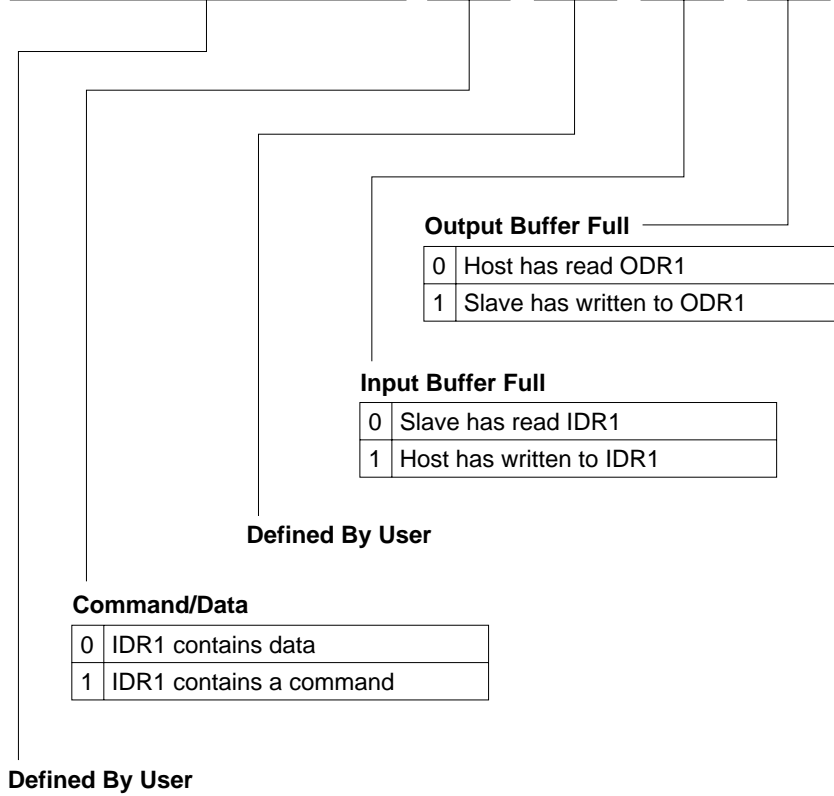 Output Buffer Full
0 Host has read ODR1
1 Slave has written to ODR1
Input Buffer Full
0 Slave has read IDR1
1 Host has written to IDR1
Defined By User
Command/Data
0 IDR1 contains data
1 IDR1 contains a command
Defined By User